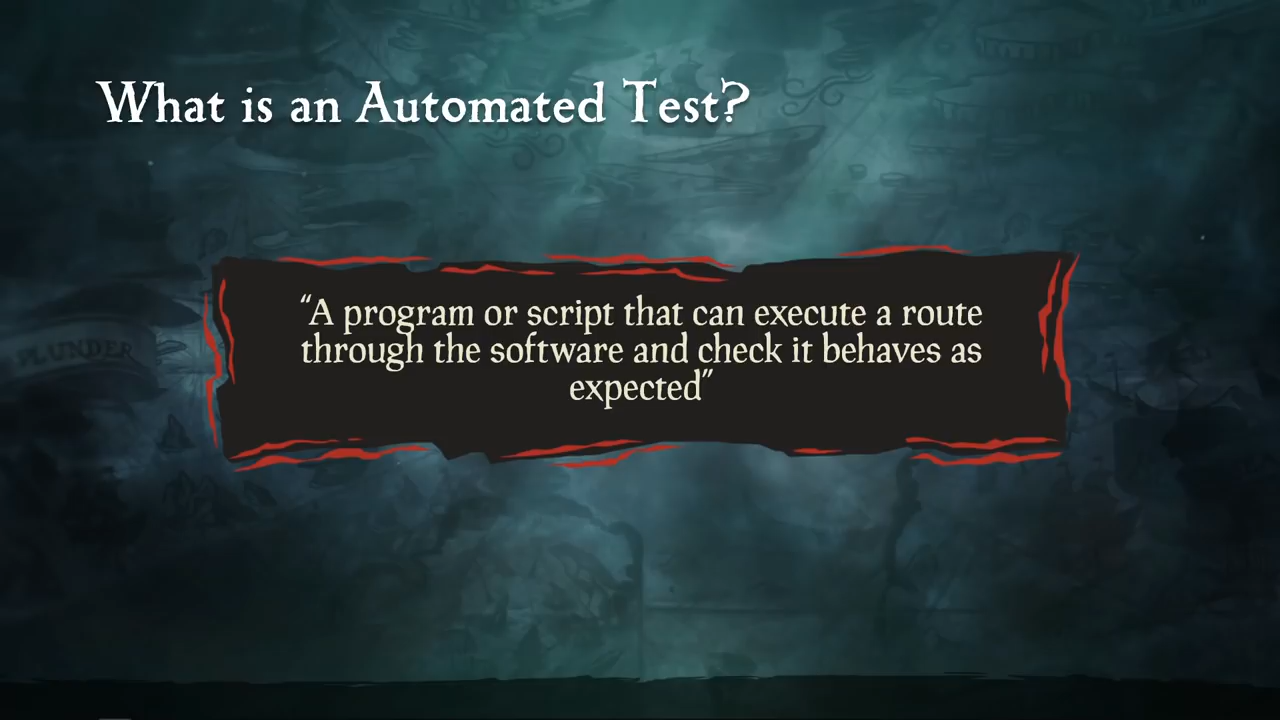 What is an Automated Test?
“A program or script that can execute a route
through the software and check it behaves as
expected”
PLUNDER